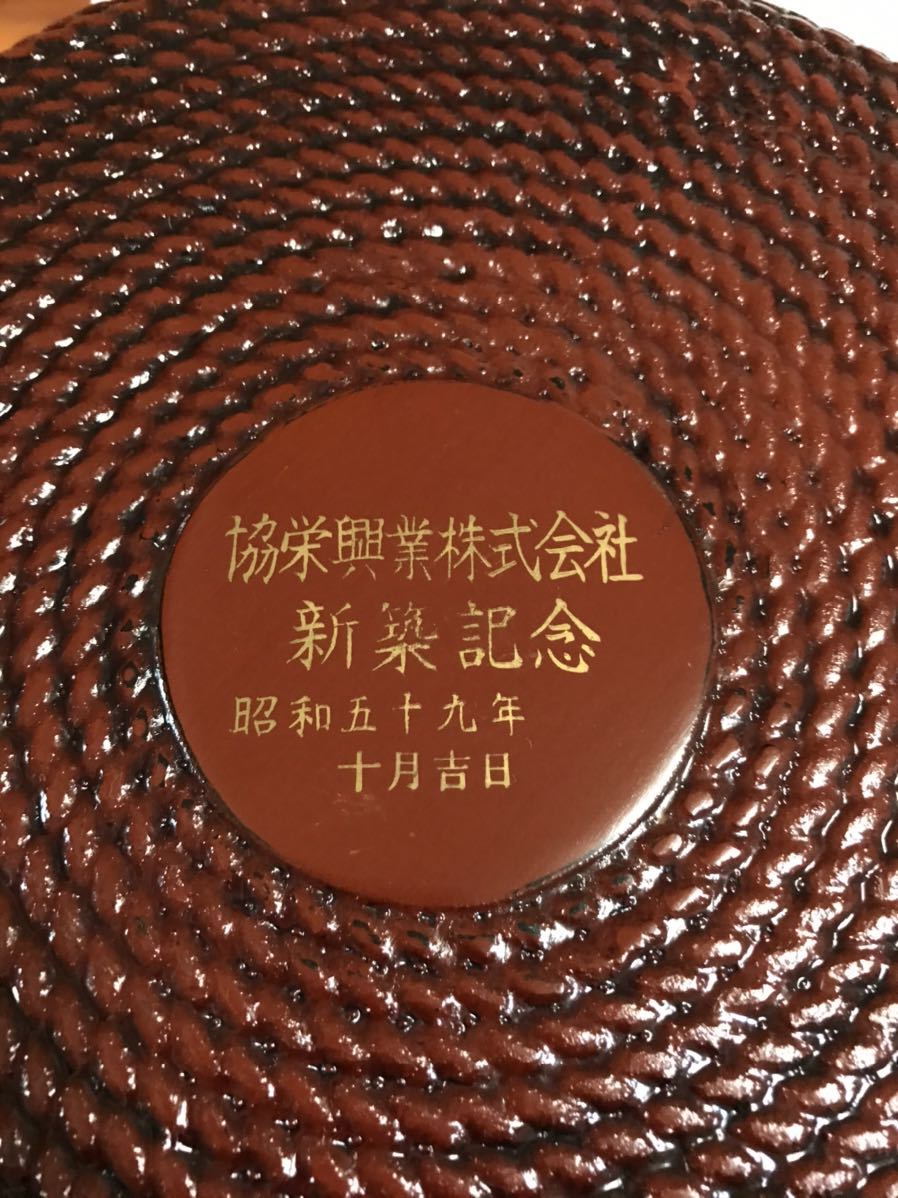 協栄興業株式会社
新築記念
昭和五十九年
十月吉日